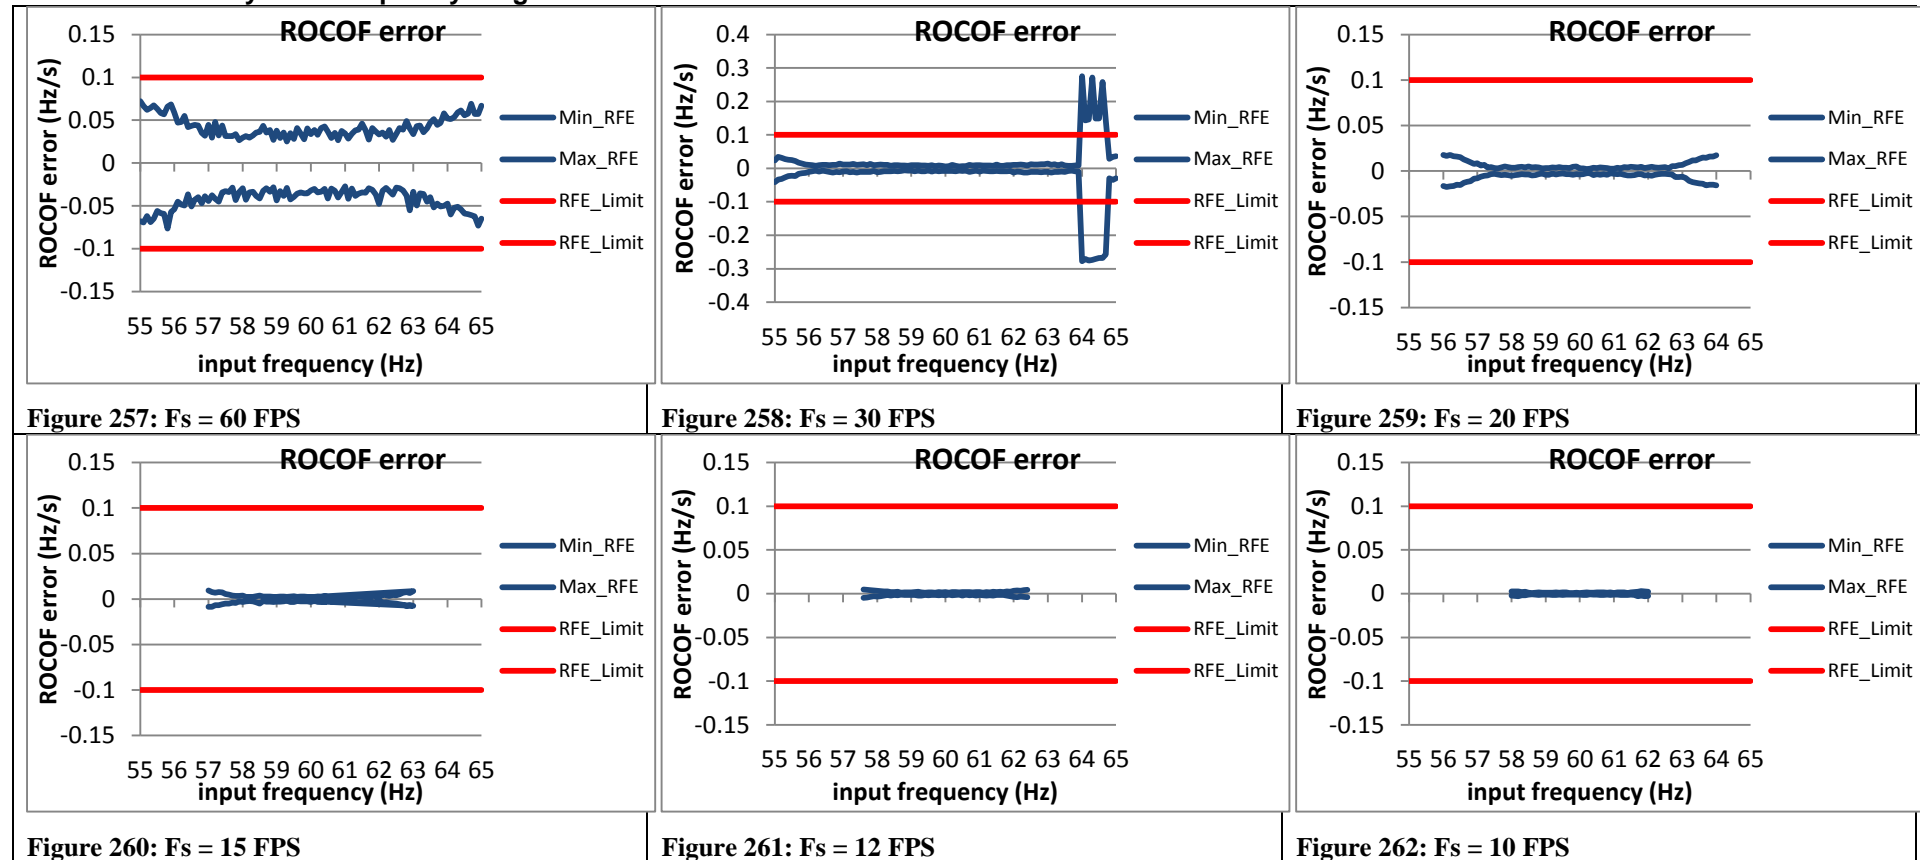 ROCOF error
0.15
0.1
0.05
0
-0.05
-0.1
-0.15
ROCOF error (Hz/s)
55 56 57 58 59 60 61 62 63 64 65
input frequency (Hz)
Min_RFE
Max_RFE
RFE_Limit
RFE_Limit
Figure 257: Fs = 60 FPS
ROCOF error
0.4
0.3
0.2
0.1
0
-0.1
-0.2
-0.3
-0.4
ROCOF error (Hz/s)
55 56 57 58 59 60 61 62 63 64 65
input frequency (Hz)
Min_RFE
Max_RFE
RFE_Limit
RFE_Limit
Figure 258: Fs = 30 FPS
ROCOF error
0.15
0.1
0.05
0
-0.05
-0.1
-0.15
ROCOF error (Hz/s)
55 56 57 58 59 60 61 62 63 64 65
input frequency (Hz)
Min_RFE
Max_RFE
RFE_Limit
RFE_Limit
Figure 259: Fs = 20 FPS
ROCOF error
0.15
0.1
0.05
0
-0.05
-0.1
-0.15
ROCOF error (Hz/s)
55 56 57 58 59 60 61 62 63 64 65
input frequency (Hz)
Min_RFE
Max_RFE
RFE_Limit
RFE_Limit
Figure 260: Fs = 15 FPS
ROCOF error
0.15
0.1
0.05
0
-0.05
-0.1
-0.15
ROCOF error (Hz/s)
55 56 57 58 59 60 61 62 63 64 65
input frequency (Hz)
Min_RFE
Max_RFE
RFE_Limit
RFE_Limit
Figure 261: Fs = 12 FPS
ROCOF error
0.15
0.1
0.05
0
-0.05
-0.1
-0.15
ROCOF error (Hz/s)
55 56 57 58 59 60 61 62 63 64 65
input frequency (Hz)
Min_RFE
Max_RFE
RFE_Limit
RFE_Limit
Figure 262: Fs = 10 FPS